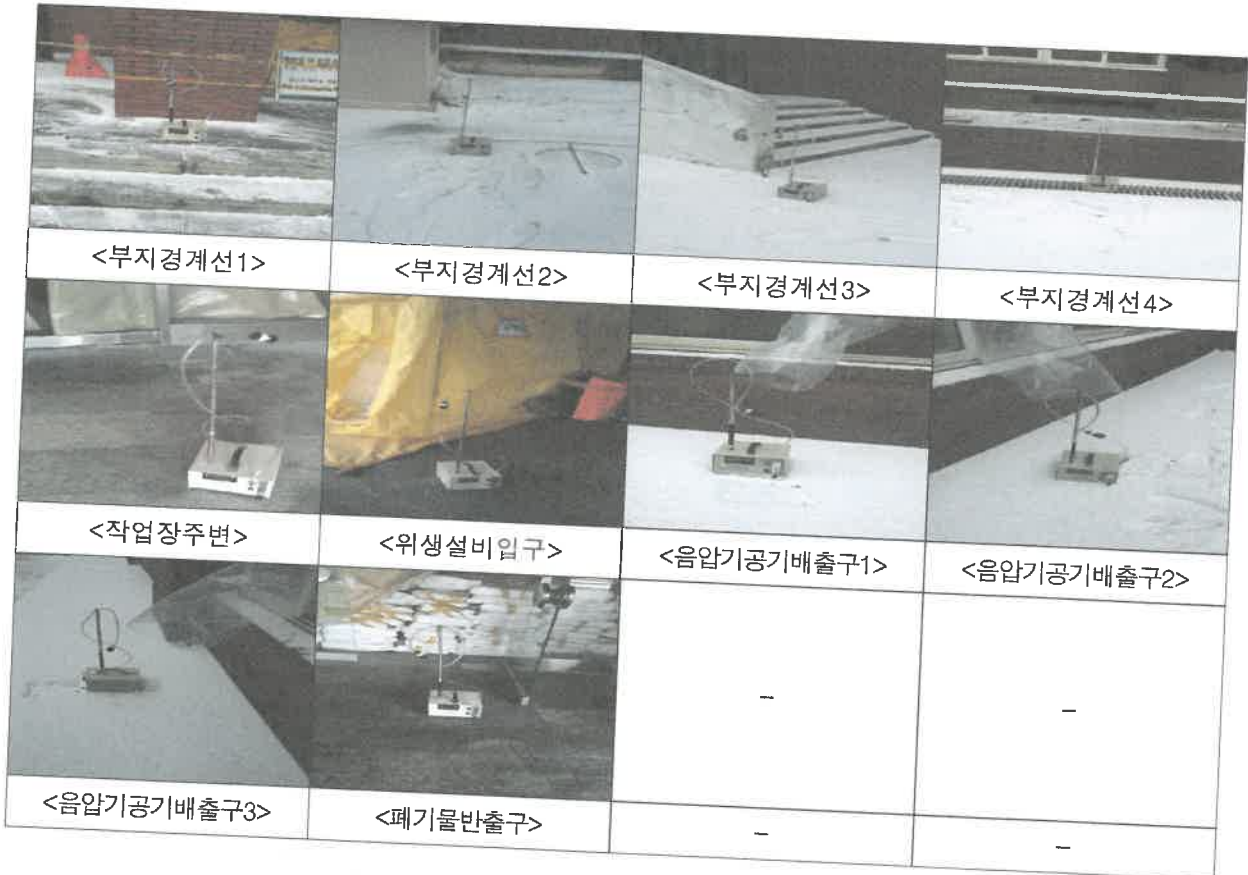 <부지경계선1>
<부지경계선2>
<부지경계선3>
<부지경계선4>
<작업장주변>
<위생설비입구>
<음압기공기배출구1>
<음압기공기배출구2>
<음압기공기배출구3>
<폐기물반출구>
-
-
-
-